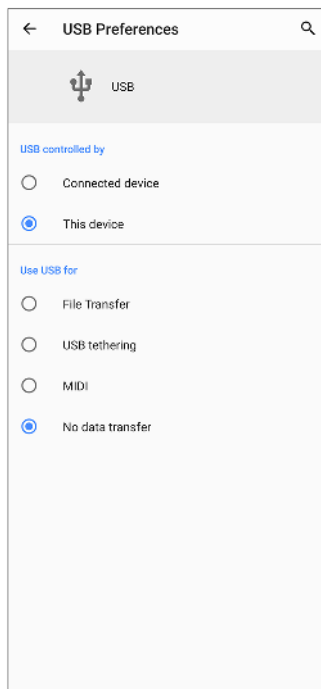 USB Preferences
USB
USB controlled by
Connected device
This device
Use USB for
File Transfer
USB tethering
MIDI
No data transfer